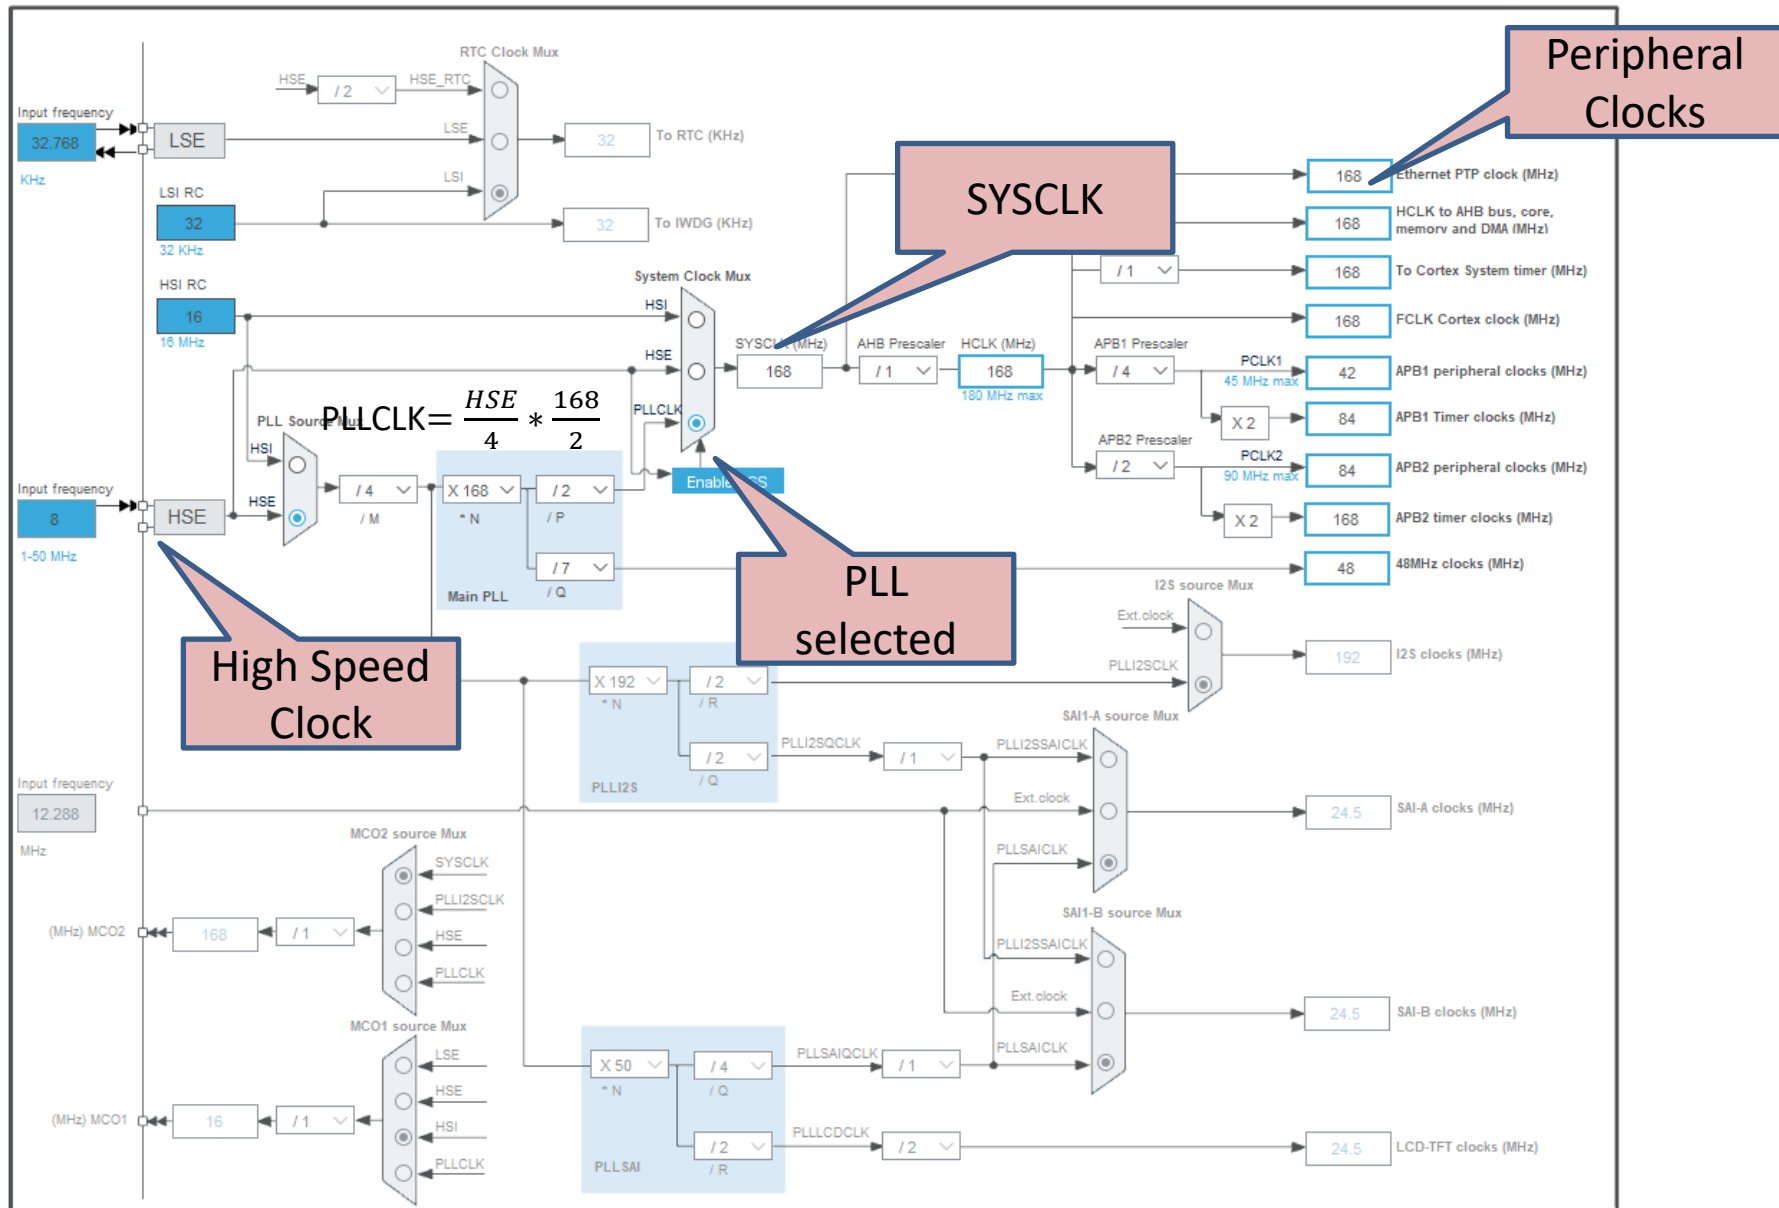 Peripheral
Clocks
RTC Clock Mux
HSE
/ 2
HSE_RTC
Input frequency
32.768
KHz
LSE
LSE
32
To RTC (KHz)
LSI
LSI RC
32
32 KHz
32
To IWDG (KHz)
SYSCLK
168
Ethernet PTP clock (MHz)
168
HCLK to AHB bus, core,
memory and DMA (MHz)
/ 1
168
To Cortex System timer (MHz)
168
FCLK Cortex clock (MHz)
HSI RC
16
16 MHz
System Clock Mux
HSI
HSE
PLLCLK
SYSCLK (MHz)
168
AHB Prescaler
/ 1
HCLK (MHz)
168
180 MHz max
APB1 Prescaler
/ 4
PCLK1
45 MHz max
42
APB1 peripheral clocks (MHz)
X 2
84
APB1 Timer clocks (MHz)
APB2 Prescaler
/ 2
PCLK2
90 MHz max
84
APB2 peripheral clocks (MHz)
X 2
168
APB2 timer clocks (MHz)
48
48MHz clocks (MHz)
PLLCLK= HSE/4 * 168/2
PLL Source Mux
HSI
HSE
Input frequency
8
1-50 MHz
HSE
/ 4
/ M
X 168
* N
/ 2
/ P
/ 7
/ Q
Main PLL
Enable
PLL
selected
High Speed
Clock
I2S source Mux
Ext.clock
PLLI2SCLK
192
I2S clocks (MHz)
X 192
* N
/ 2
/ R
/ 2
/ Q
PLLI2S
PLLI2SQCLK
/ 1
SAI1-A source Mux
PLLI2SSAICLK
Ext.clock
PLLSAICLK
24.5
SAI-A clocks (MHz)
Input frequency
12.288
MHz
MCO2 source Mux
SYSCLK
PLLI2SCLK
HSE
PLLCLK
(MHz) MCO2
168
/ 1
SAI1-B source Mux
PLLI2SSAICLK
Ext.clock
PLLSAICLK
24.5
SAI-B clocks (MHz)
MCO1 source Mux
LSE
HSE
HSI
PLLCLK
(MHz) MCO1
16
/ 1
X 50
* N
/ 4
/ Q
/ 2
/ R
PLLSAI
PLLSAIQCLK
/ 1
PLLLCDCLK
/ 2
24.5
LCD-TFT clocks (MHz)